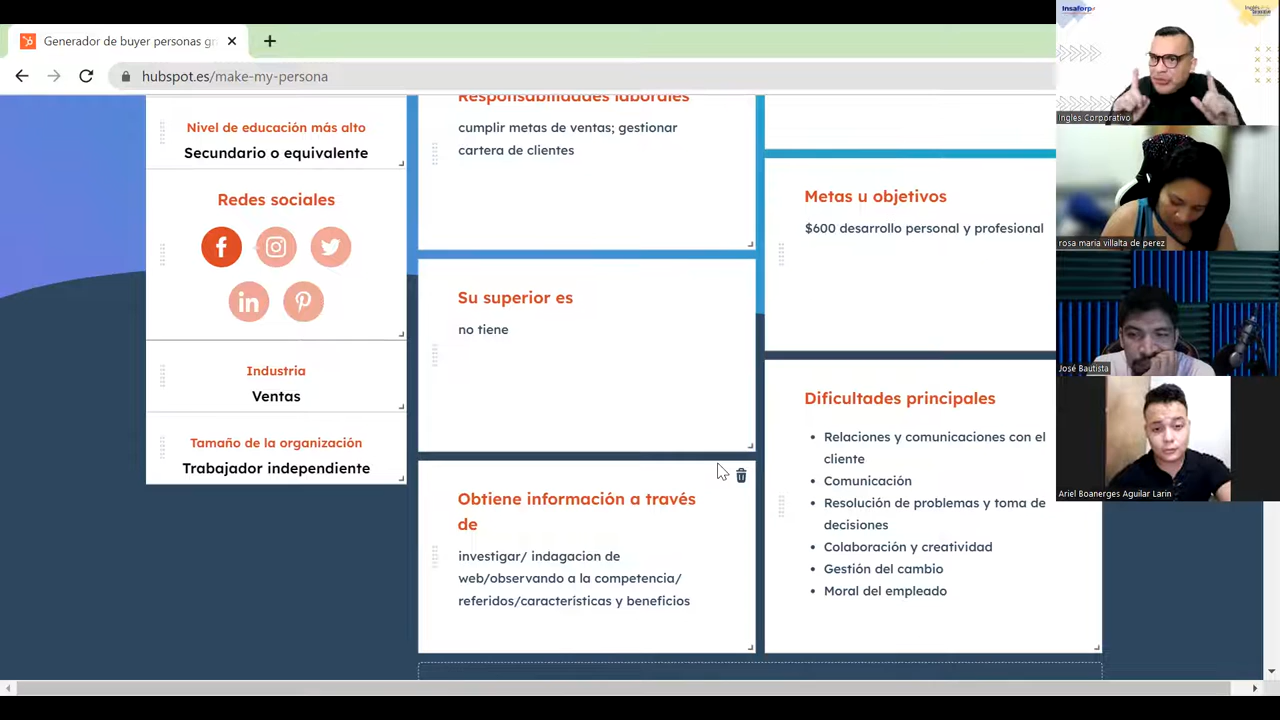 Generador de buyer personas gr
hubspot.es/make-my-persona
Nivel de educación más alto
Secundario o equivalente
Redes sociales
Industria
Ventas
Tamaño de la organización
Trabajador independiente
Responsabilidades laborales
cumplir metas de ventas; gestionar
cartera de clientes
Su superior es
no tiene
Obtiene información a través
de
investigar/ indagacion de
web/observando a la competencia/
referidos/características y beneficios
Metas u objetivos
$600 desarrollo personal y profesional
Dificultades principales
• Relaciones y comunicaciones con el
cliente
• Comunicación
• Resolución de problemas y toma de
decisiones
• Colaboración y creatividad
• Gestión del cambio
• Moral del empleado
Insaforp
Ingles Corporativo
rosa maria villalta de perez
José Bautista
Ariel Boanerges Aguilar Larin